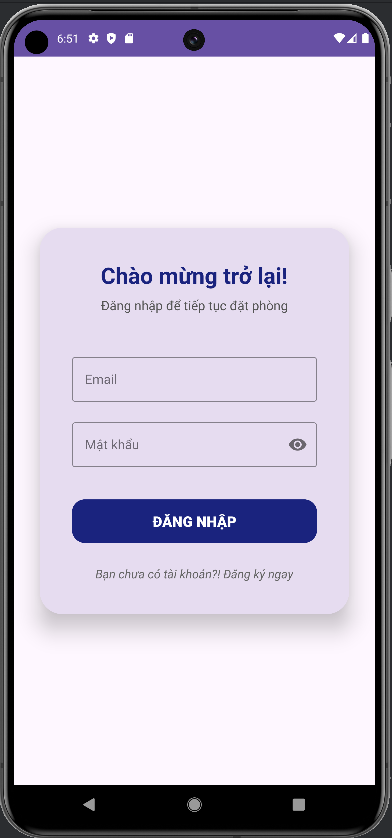 6:51
Chào mừng trở lại!
Đăng nhập để tiếp tục đặt phòng
Email
Mật khẩu
ĐĂNG NHẬP
Bạn chưa có tài khoản?! Đăng ký ngay